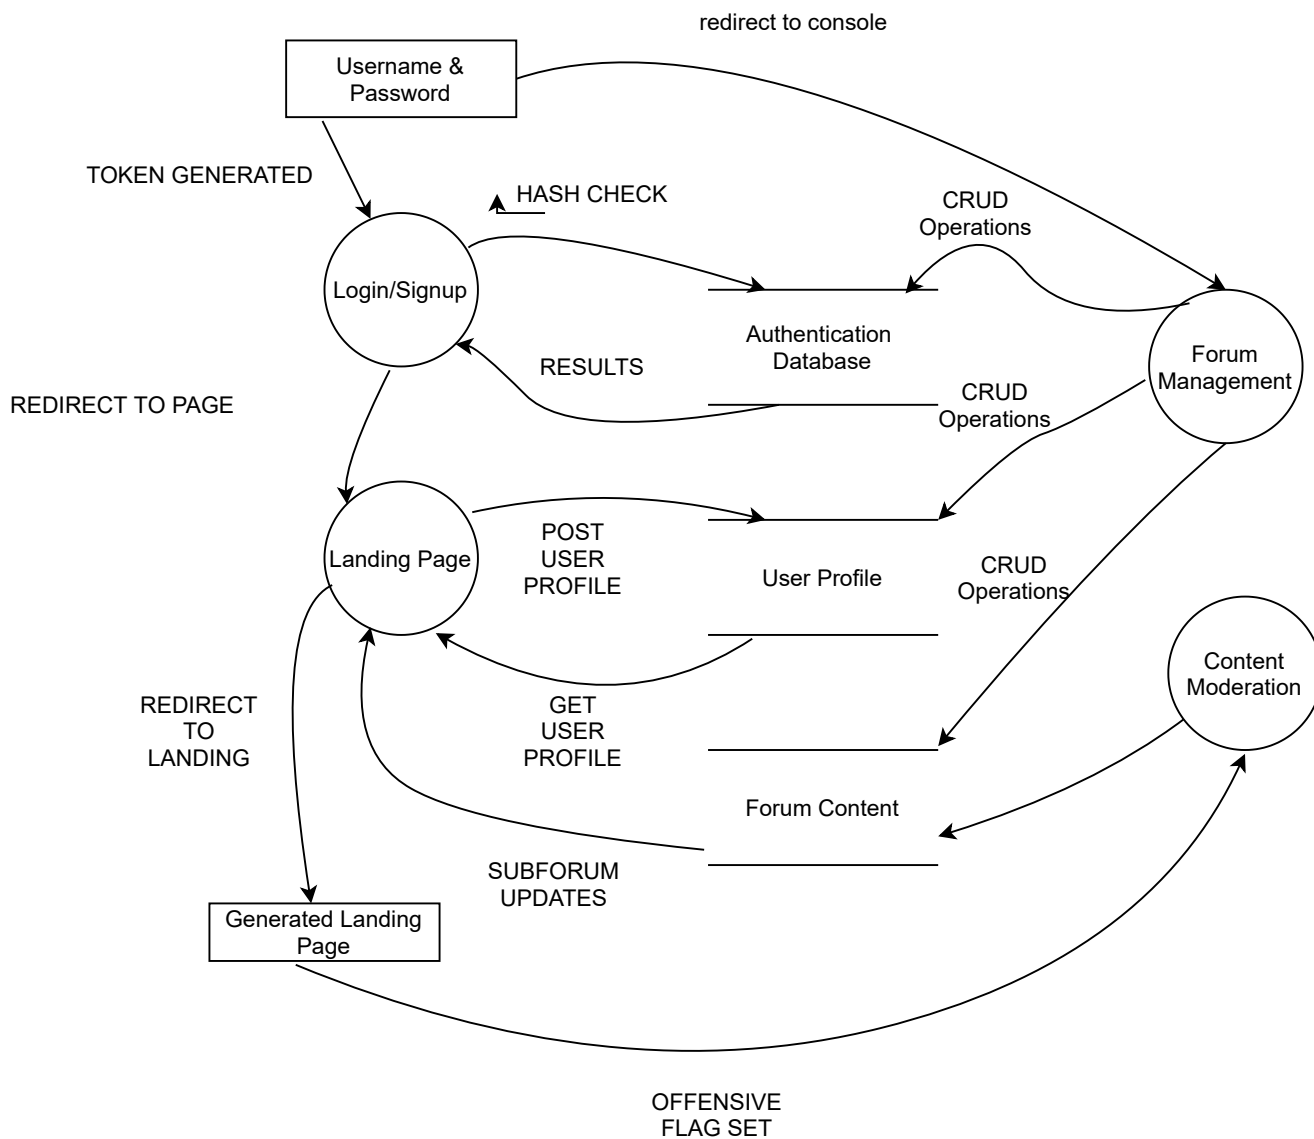 redirect to console
Username &
Password
TOKEN GENERATED
HASH CHECK
CRUD
Operations
Login/Signup
Authentication
Database
Forum
Management
RESULTS
REDIRECT TO PAGE
CRUD
Operations
Landing Page
POST
USER
PROFILE
User Profile
CRUD
Operations
Content
Moderation
REDIRECT
TO
LANDING
GET
USER
PROFILE
Forum Content
SUBFORUM
UPDATES
Generated Landing
Page
OFFENSIVE
FLAG SET